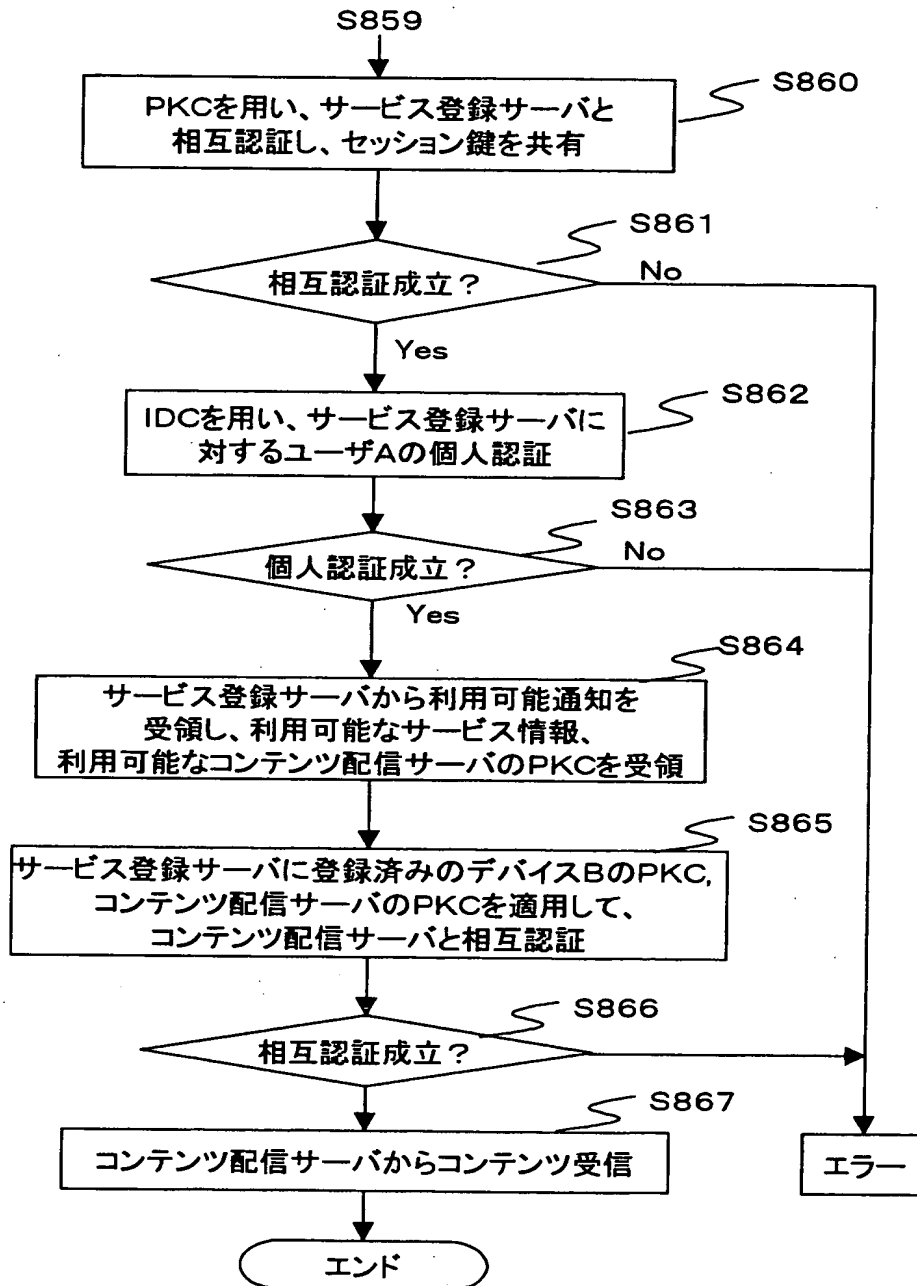 S859
S860
PKCを用い、サービス登録サーバと
相互認証し、セッション鍵を共有
S861
相互認証成立？
No
Yes
S862
IDCを用い、サービス登録サーバに
対するユーザAの個人認証
S863
個人認証成立？
No
Yes
S864
サービス登録サーバから利用可能通知を
受領し、利用可能なサービス情報、
利用可能なコンテンツ配信サーバのPKCを受領
S865
サービス登録サーバに登録済みのデバイスBのPKC,
コンテンツ配信サーバのPKCを適用して、
コンテンツ配信サーバと相互認証
S866
相互認証成立？
S867
コンテンツ配信サーバからコンテンツ受信
エラー
エンド